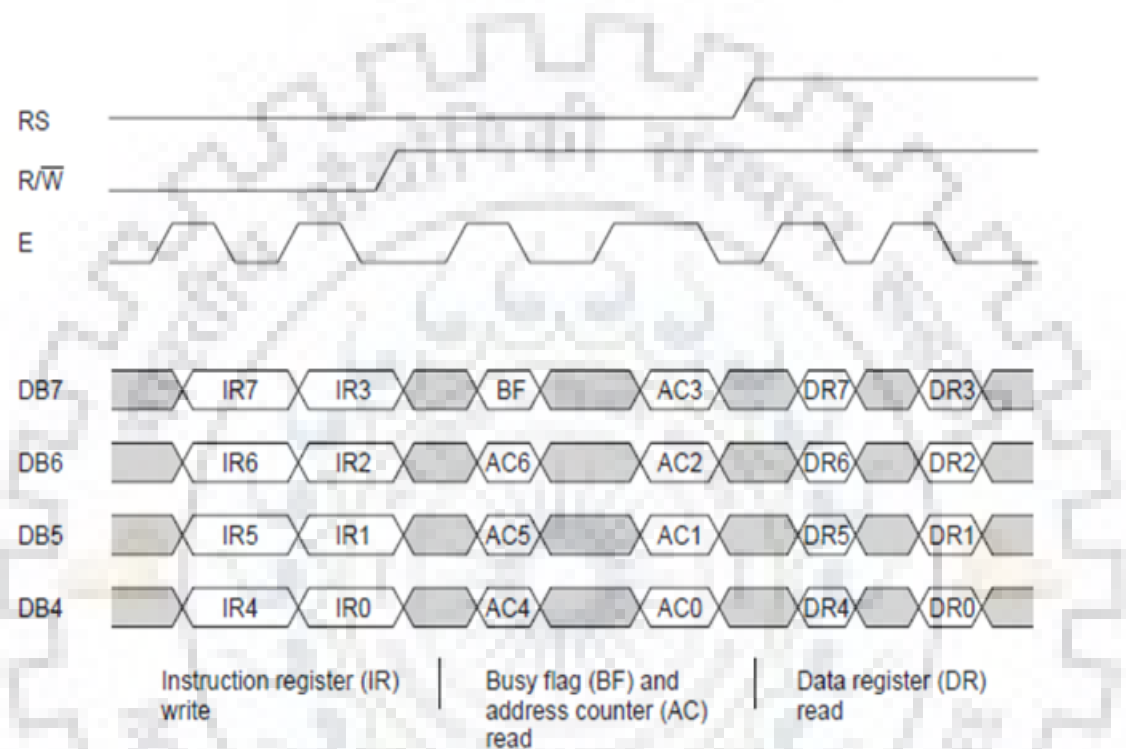 RS
R/W̅
E
DB7 IR7 IR3 BF AC3 DR7 DR3
DB6 IR6 IR2 AC6 AC2 DR6 DR2
DB5 IR5 IR1 AC5 AC1 DR5 DR1
DB4 IR4 IR0 AC4 AC0 DR4 DR0
Instruction register (IR)
write
Busy flag (BF) and
address counter (AC)
read
Data register (DR)
read